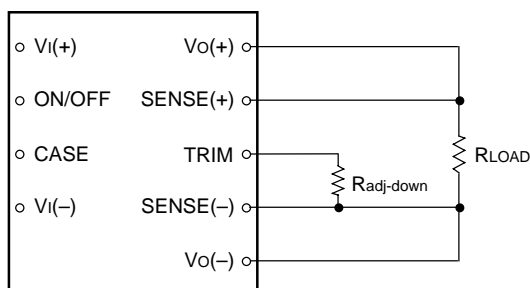 VI(+) VO(+)
ON/OFF SENSE(+)
CASE TRIM RLOAD
Radj-down
VI(–) SENSE(–)
VO(–)